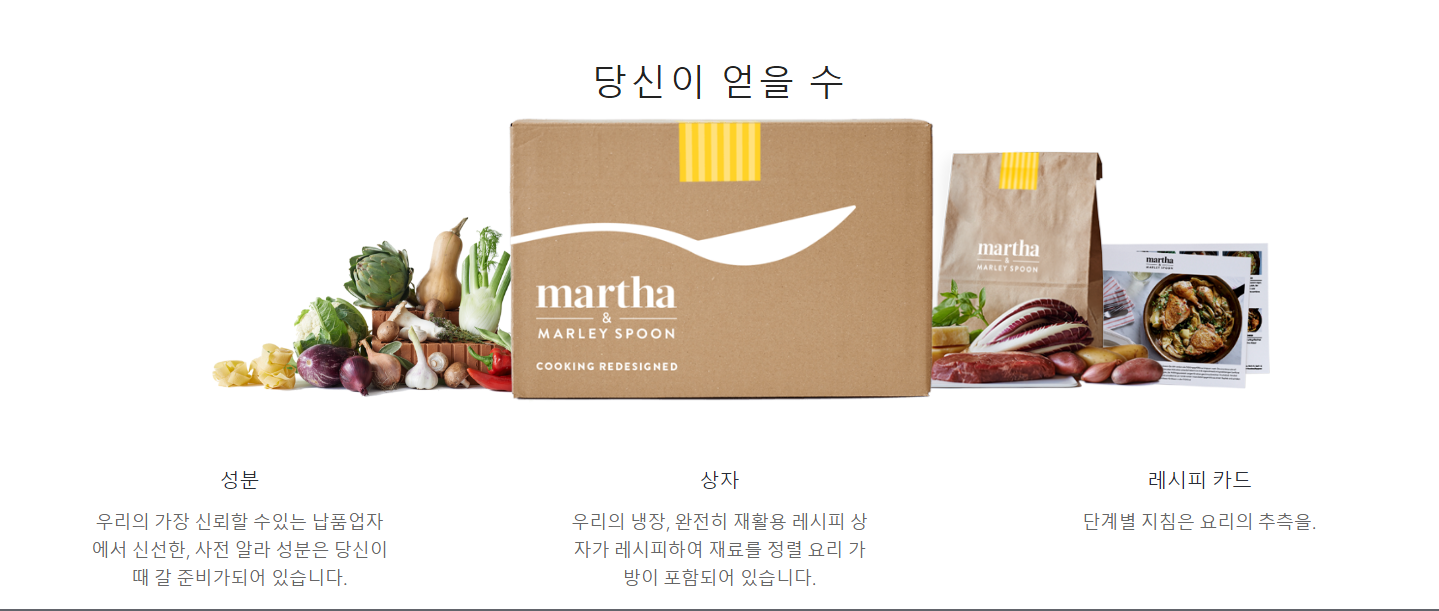 당신이 얻을 수
martha
&
MARLEY SPOON
COOKING REDESIGNED
martha
&
MARLEY SPOON
martha
&
MARLEY SPOON
성분
우리의 가장 신뢰할 수있는 납품업자
에서 신선한, 사전 알라 성분은 당신이
때 갈 준비가되어 있습니다.
상자
우리의 냉장, 완전히 재활용 레시피 상
자가 레시피하여 재료를 정렬 요리 가
방이 포함되어 있습니다.
레시피 카드
단계별 지침은 요리의 추측을.